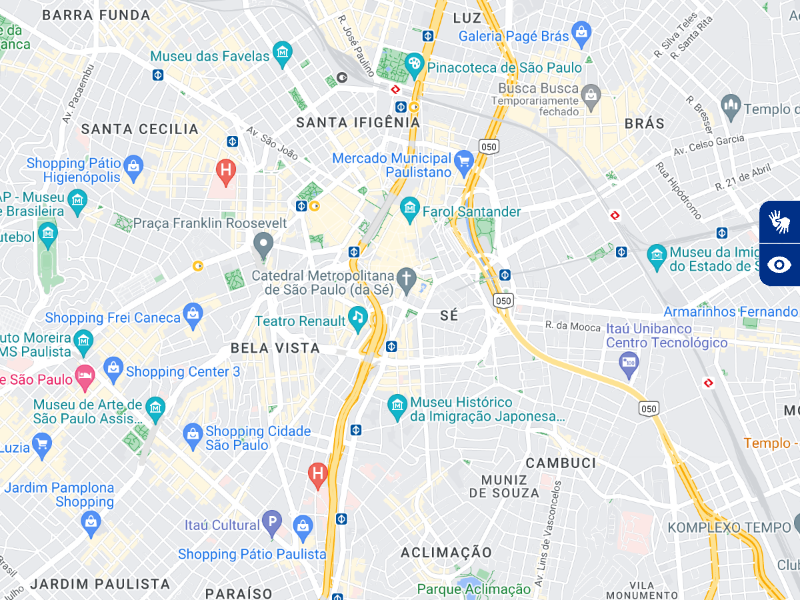 BARRA FUNDA
LUZ
R. José Paulino
Galeria Pagé Brás
R. Silva Teles
R. Santa Rita
Av. Pacaembu
Museu das Favelas
Pinacoteca de São Paulo
Busca Busca
Temporariamente
fechado
R. Bresser
Templo
SANTA CECILIA
SANTA IFIGÊNIA
BRÁS
Av. São João
Av. Celso Garcia
050
Shopping Pátio
Higienópolis
H
Mercado Municipal
Paulistano
Rua Hipódromo
R. 21 de Abril
AP - Museu
e Brasileira
Praça Franklin Roosevelt
Farol Santander
utebol
Museu da Imig
do Estado de S
Catedral Metropolitana
de São Paulo (da Sé)
050
Shopping Frei Caneca
Teatro Renault
SÉ
Armarinhos Fernando
R. da Mooca
Itaú Unibanco
Centro Tecnológico
uto Moreira
MS Paulista
BELA VISTA
Shopping Center 3
e São Paulo
Museu de Arte de
São Paulo Assis...
Museu Histórico
da Imigração Japonesa...
050
MO
Luzia
Shopping Cidade
São Paulo
Templo -
CAMBUCI
H
MUNIZ
DE SOUZA
Jardim Pamplona
Shopping
Itaú Cultural
P
Shopping Pátio Paulista
Av. Lins de Vasconcelos
KOMPLEXO TEMPO
ACLIMAÇÃO
Club
Brasil
JARDIM PAULISTA
PARAÍSO
Parque Aclimação
VILA
MONUMENTO